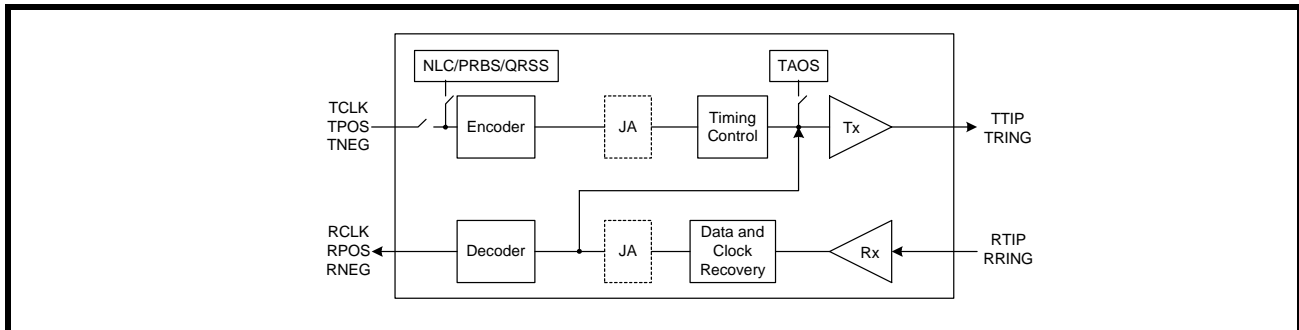 NLC/PRBS/QRSS
TAOS
TCLK
TPOS
TNEG
Encoder
JA
Timing
Control
Tx
TTIP
TRING
RCLK
RPOS
RNEG
Decoder
JA
Data and
Clock
Recovery
Rx
RTIP
RRING